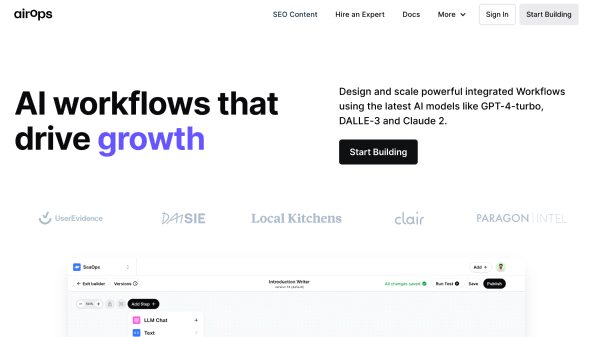 airops
SEO Content
Hire an Expert
Docs
More
Sign In
Start Building
AI workflows that
drive growth
Design and scale powerful integrated Workflows
using the latest AI models like GPT-4-turbo,
DALLE-3 and Claude 2.
Start Building
UserEvidence
DAISIE
Local Kitchens
clair
PARAGON INTEL
SeaOps
Add +
Exit builder
Versions
Introduction Writer
version 14 (default)
All changes saved
Run Test
Save
Publish
Add Step +
LLM Chat +
Text